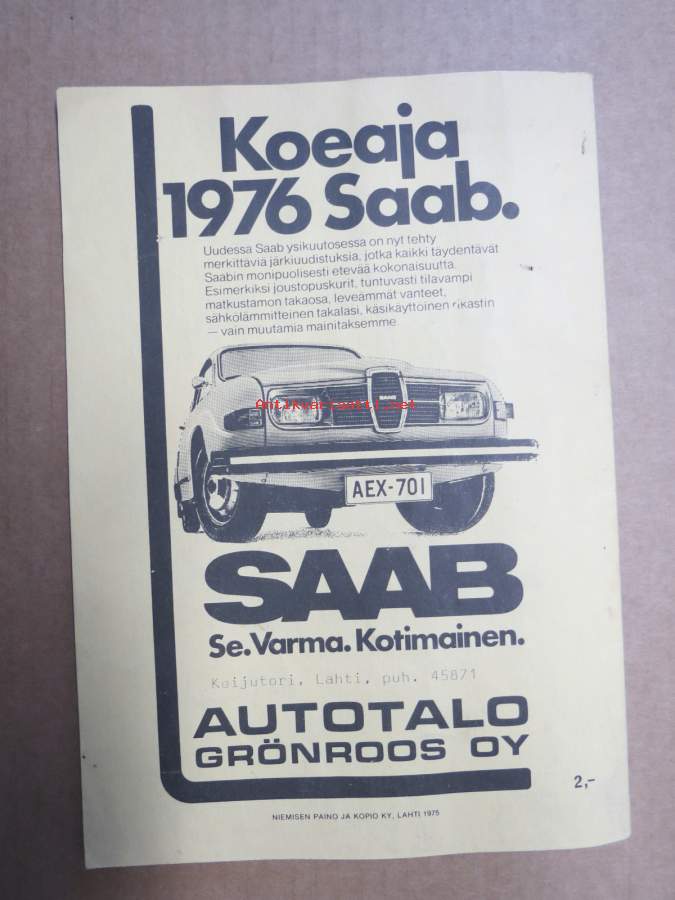 Koeaja
1976 Saab.
Uudessa Saab ysikuutosessa on nyt tehty
merkittäviä järkiuudistuksia, jotka kaikki täydentävät
Saabin monipuolisesti etevää kokonaisuutta.
Esimerkiksi joustopuskurit, tuntuvasti tilavampi
matkustamon takaosa, leveämmät vanteet,
sähkölämmitteinen takalasi, käsikäyttöinen rikastin
— vain muutamia mainitaksemme.
SAAB
Antikvariaatti.net
AEX-701
SAAB
Se.Varma.Kotimainen.
Keijutori, Lahti, puh. 45871
AUTOTALO
GRÖNROOS OY
2,-
NIEMISEN PAINO JA KOPIO KY, LAHTI 1975